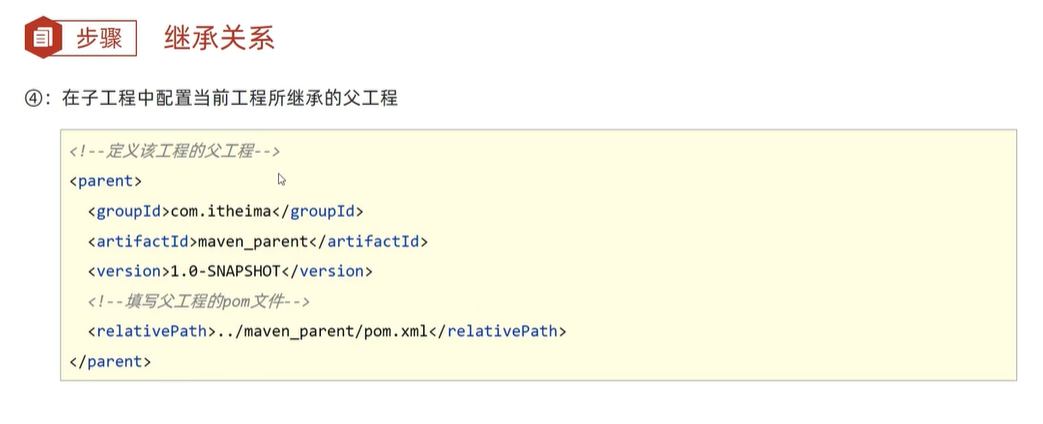 步骤 继承关系
④：在子工程中配置当前工程所继承的父工程
<!--定义该工程的父工程-->
<parent>
<groupId>com.itheima</groupId>
<artifactId>maven_parent</artifactId>
<version>1.0-SNAPSHOT</version>
<!--填写父工程的pom文件-->
<relativePath>../maven_parent/pom.xml</relativePath>
</parent>